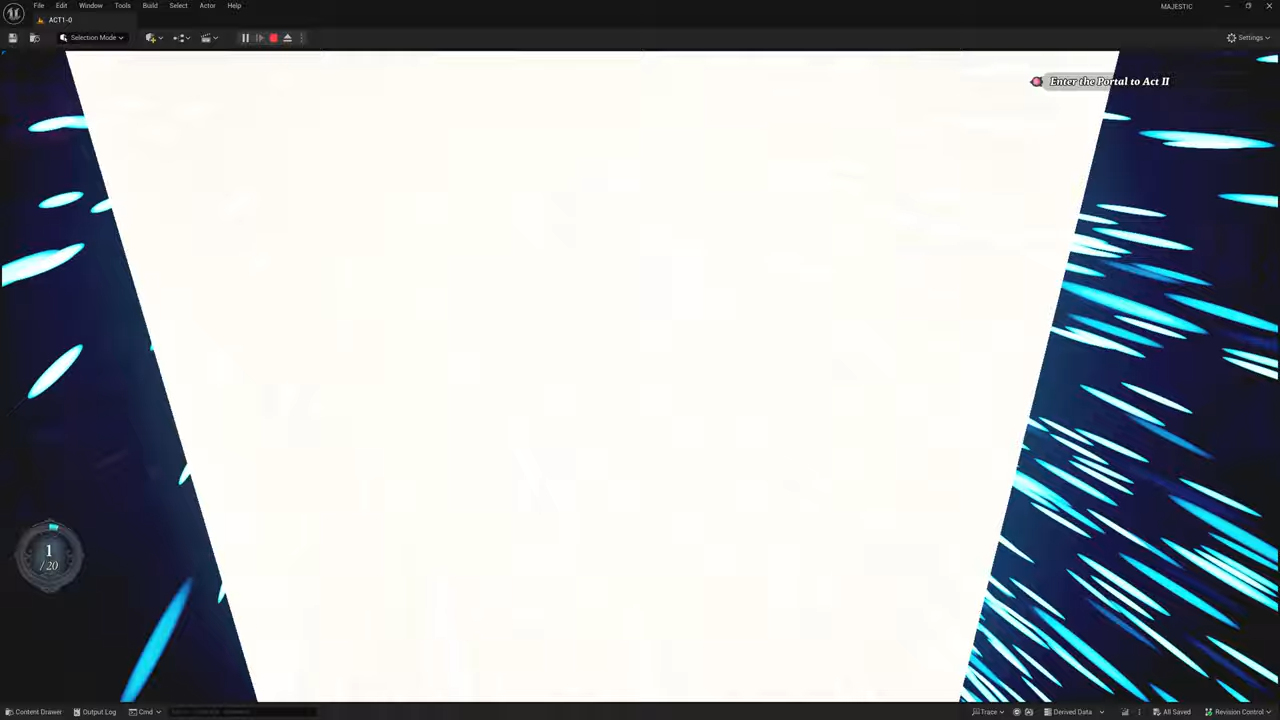 File Edit Window Tools Build Select Actor Help
MAJESTIC
ACT1-0
Selection Mode
Settings
Enter the Portal to Act II
1
/20
Content Drawer
Output Log
Cmd
Trace
Derived Data
All Saved
Revision Control